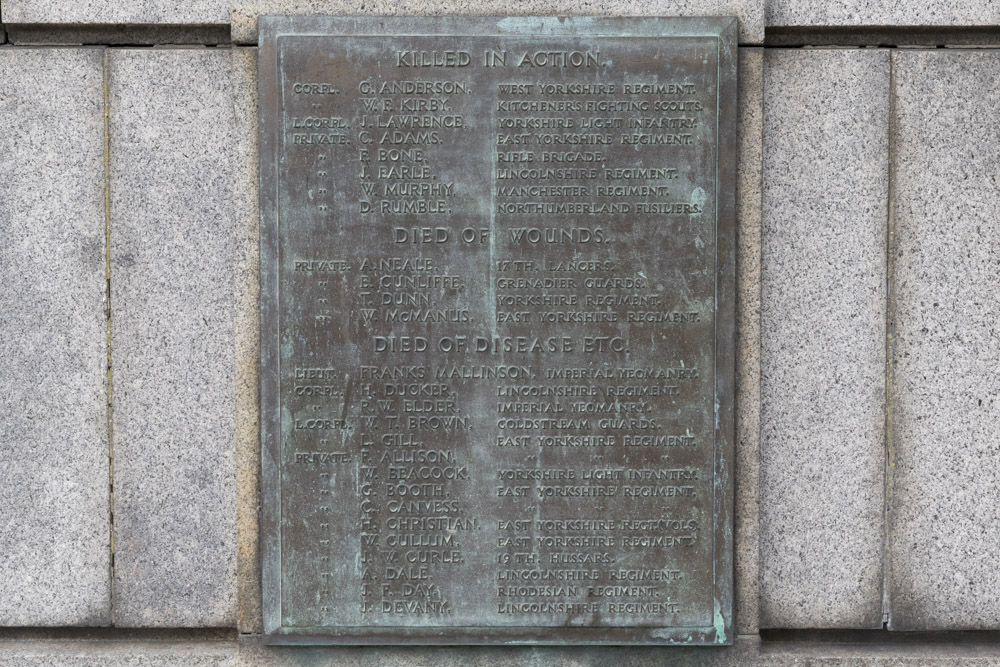 KILLED IN ACTION.
CORPL. G. ANDERSON, WEST YORKSHIRE REGIMENT.
" W. F. KIRBY, KITCHENERS FIGHTING SCOUTS.
L. CORPL. J. LAWRENCE, YORKSHIRE LIGHT INFANTRY.
PRIVATE. C. ADAMS, EAST YORKSHIRE REGIMENT.
" F. BONE, RIFLE BRIGADE.
" J. EARLE, LINCOLNSHIRE REGIMENT.
" W. MURPHY, MANCHESTER REGIMENT.
" D. RUMBLE, NORTHUMBERLAND FUSILIERS.
DIED OF WOUNDS.
PRIVATE. A. NEALE, 17TH. LANCERS.
" B. CUNLIFFE, GRENADIER GUARDS.
" T. DUNN, YORKSHIRE REGIMENT.
" W. McMANUS, EAST YORKSHIRE REGIMENT.
DIED OF DISEASE ETC.
LIEUT. FRANKS MALLINSON, IMPERIAL YEOMANRY.
CORPL. H. DUCKER, LINCOLNSHIRE REGIMENT.
" R. W. ELDER, IMPERIAL YEOMANRY.
L. CORPL. W. T. BROWN, COLDSTREAM GUARDS.
" L. GILL, EAST YORKSHIRE REGIMENT.
PRIVATE. F. ALLISON, " " "
" W. BEACOCK, YORKSHIRE LIGHT INFANTRY.
" G. BOOTH, EAST YORKSHIRE REGIMENT.
" C. CANVESS, " " "
" H. CHRISTIAN, EAST YORKSHIRE REGT. VOLS.
" W. CULLUM, EAST YORKSHIRE REGIMENT.
" J. W. CURLE, 19TH. HUSSARS.
" A. DALE, LINCOLNSHIRE REGIMENT.
" J. F. DAY, RHODESIAN REGIMENT.
" J. DEVANY, LINCOLNSHIRE REGIMENT.